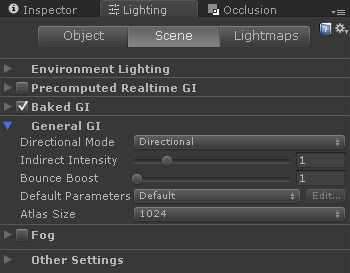 Inspector Lighting Occlusion
Object Scene Lightmaps
Environment Lighting
Precomputed Realtime GI
Baked GI
General GI
Directional Mode Directional
Indirect Intensity 1
Bounce Boost 1
Default Parameters Default Edit...
Atlas Size 1024
Fog
Other Settings